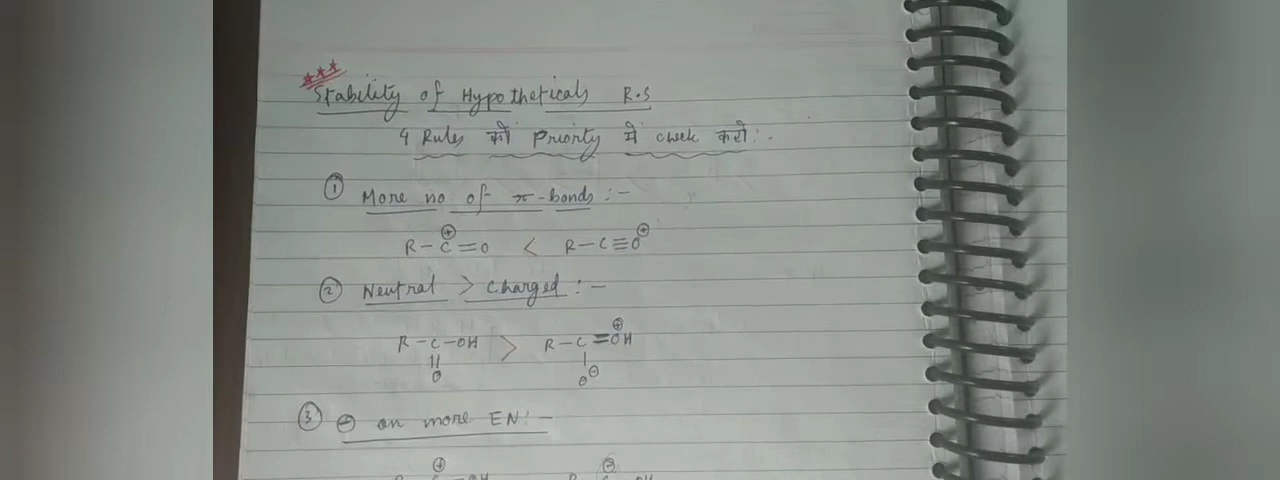 ***
Stability of Hypotheticals R.S
4 Rules को Priority में check करो :-
① More no of π-bonds :-
R-C⊕=O < R-C≡O⊕
② Neutral > Charged :-
R-C-OH > R-C=O⊕H
||
O
|
O⊖
③ ⊖ on more EN :-